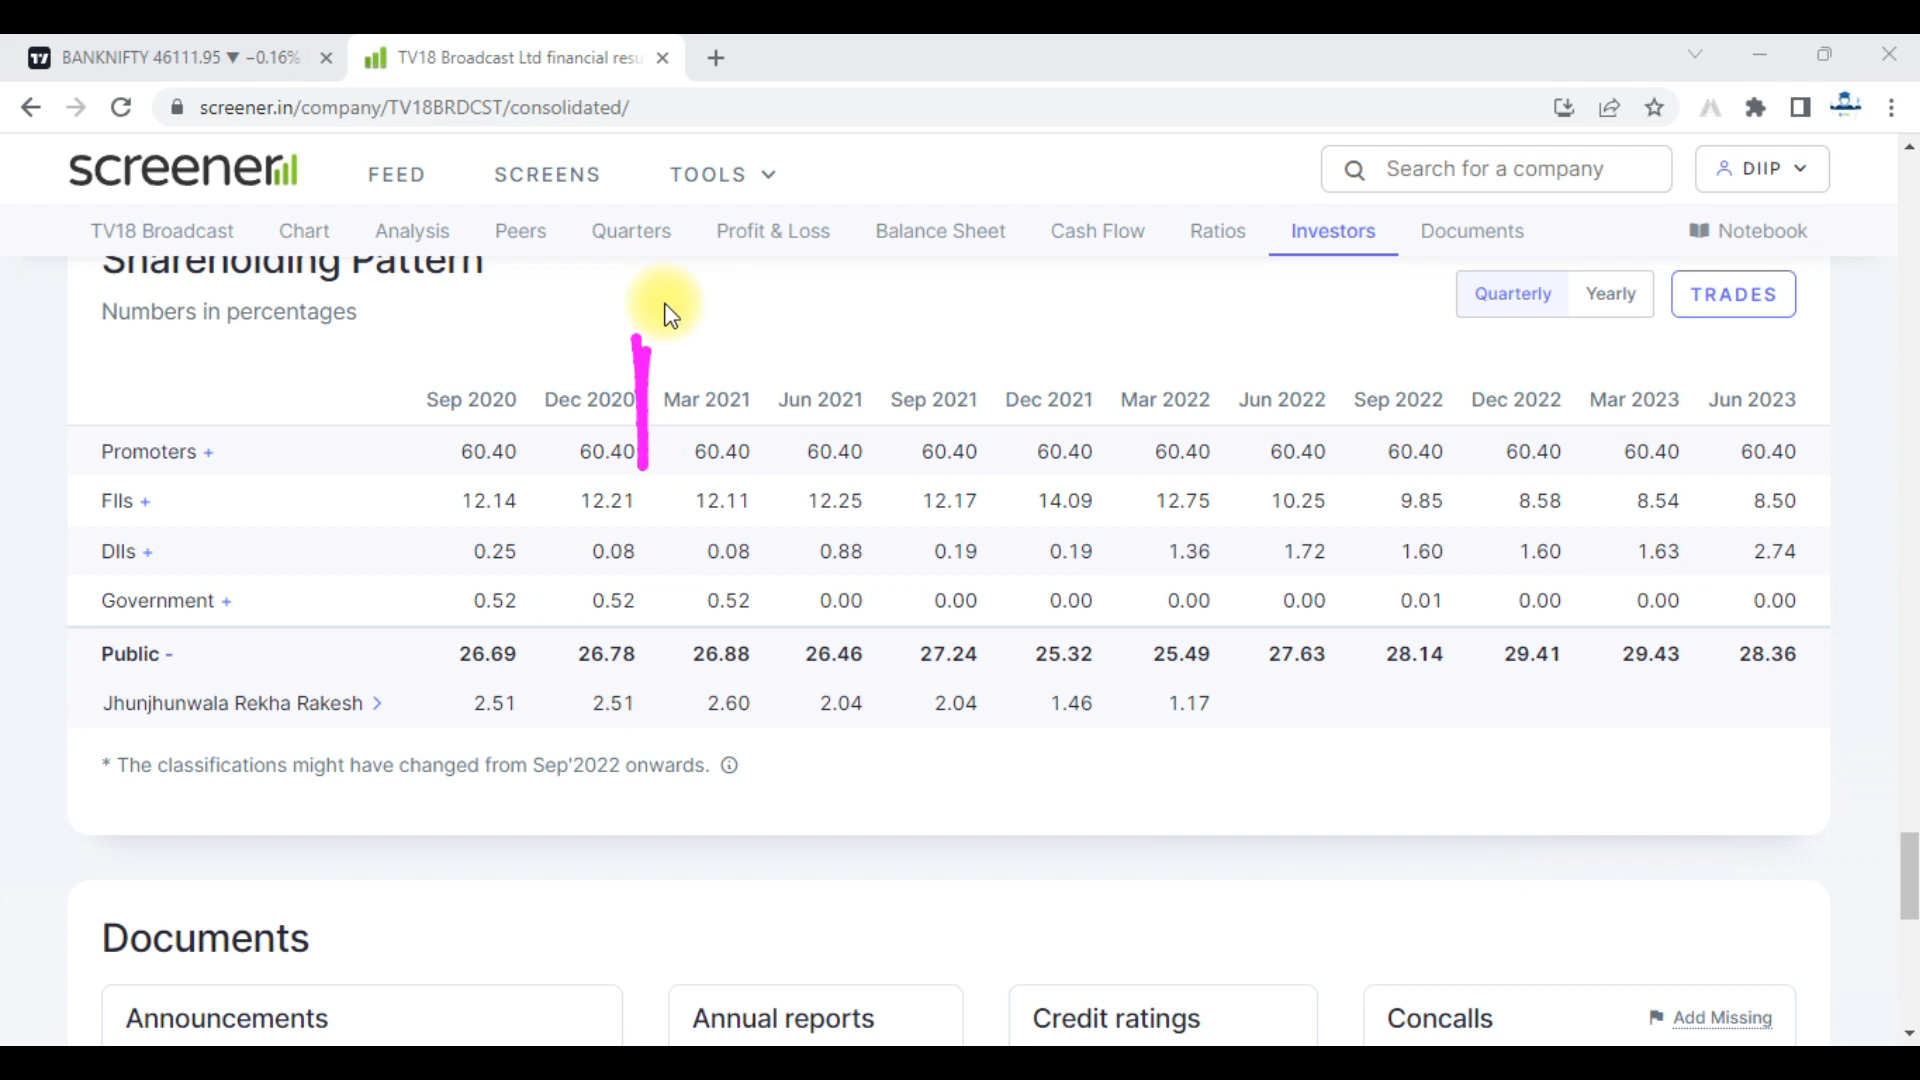 BANKNIFTY 46111.95 ▼ −0.16%
TV18 Broadcast Ltd financial resu
screener.in/company/TV18BRDCST/consolidated/
screener
FEED SCREENS TOOLS
Search for a company
DIIP
TV18 Broadcast Chart Analysis Peers Quarters Profit & Loss Balance Sheet Cash Flow Ratios Investors Documents Notebook
Shareholding Pattern
Numbers in percentages
Quarterly Yearly TRADES
Sep 2020 Dec 2020 Mar 2021 Jun 2021 Sep 2021 Dec 2021 Mar 2022 Jun 2022 Sep 2022 Dec 2022 Mar 2023 Jun 2023
Promoters + 60.40 60.40 60.40 60.40 60.40 60.40 60.40 60.40 60.40 60.40 60.40 60.40
FIIs + 12.14 12.21 12.11 12.25 12.17 14.09 12.75 10.25 9.85 8.58 8.54 8.50
DIIs + 0.25 0.08 0.08 0.88 0.19 0.19 1.36 1.72 1.60 1.60 1.63 2.74
Government + 0.52 0.52 0.52 0.00 0.00 0.00 0.00 0.00 0.01 0.00 0.00 0.00
Public - 26.69 26.78 26.88 26.46 27.24 25.32 25.49 27.63 28.14 29.41 29.43 28.36
Jhunjhunwala Rekha Rakesh > 2.51 2.51 2.60 2.04 2.04 1.46 1.17
* The classifications might have changed from Sep'2022 onwards.
Documents
Announcements Annual reports Credit ratings Concalls Add Missing